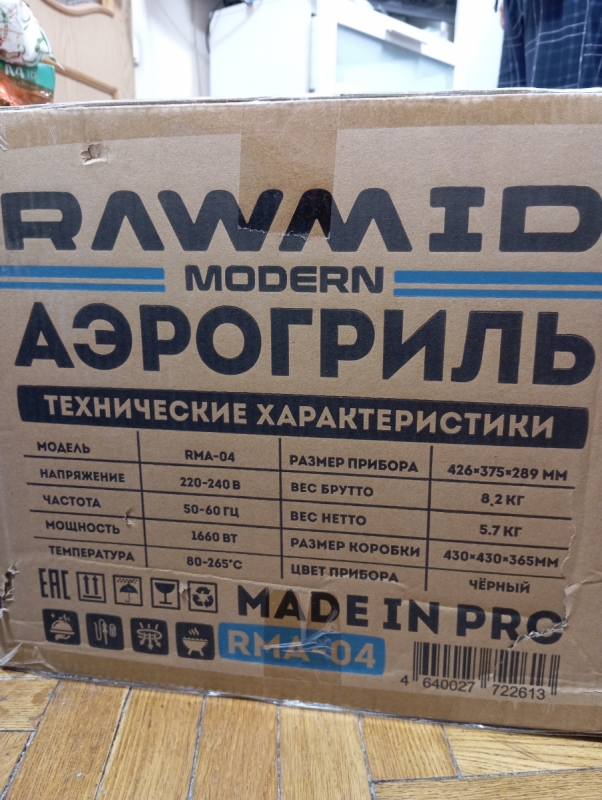 A4
RAWMID
MODERN
АЭРОГРИЛЬ
ТЕХНИЧЕСКИЕ ХАРАКТЕРИСТИКИ
МОДЕЛЬ RMA-04 РАЗМЕР ПРИБОРА 426×375×289 ММ
НАПРЯЖЕНИЕ 220-240 В ВЕС БРУТТО 8,2 КГ
ЧАСТОТА 50-60 ГЦ ВЕС НЕТТО 5.7 КГ
МОЩНОСТЬ 1660 ВТ РАЗМЕР КОРОБКИ 430×430×365ММ
ТЕМПЕРАТУРА 80-265°C ЦВЕТ ПРИБОРА ЧЁРНЫЙ
EAC
MADE IN PRC
RMA-04
4 640027 722613